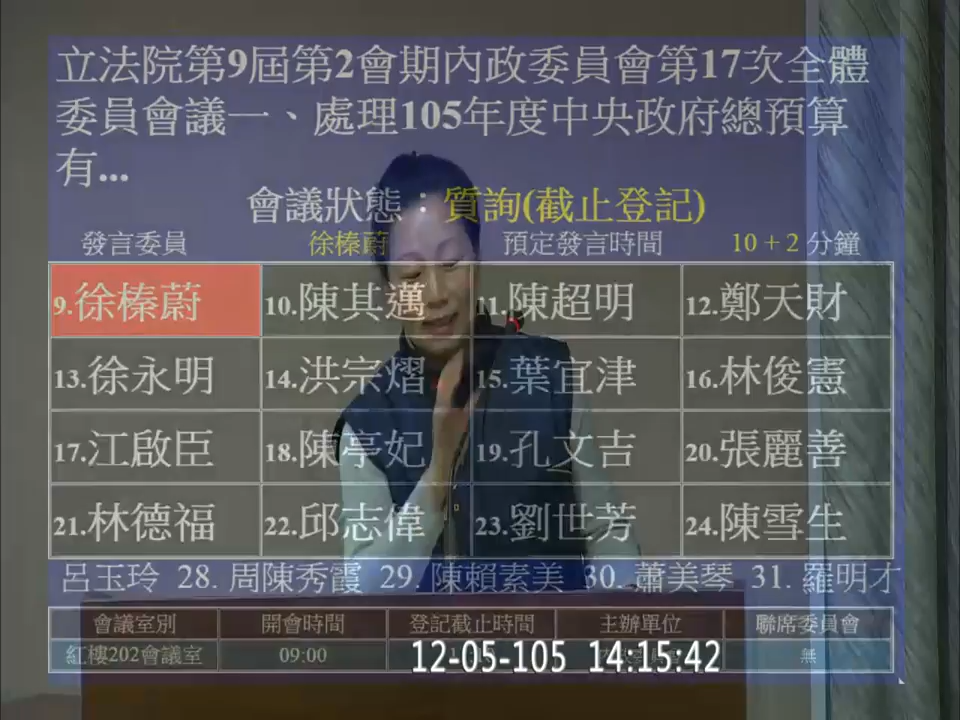 立法院第9屆第2會期內政委員會第17次全體
委員會議一、處理105年度中央政府總預算
有...
會議狀態：質詢(截止登記)
發言委員 徐榛蔚 預定發言時間 10 + 2 分鐘
9.徐榛蔚 10.陳其邁 11.陳超明 12.鄭天財
13.徐永明 14.洪宗熠 15.葉宜津 16.林俊憲
17.江啟臣 18.陳亭妃 19.孔文吉 20.張麗善
21.林德福 22.邱志偉 23.劉世芳 24.陳雪生
呂玉玲 28. 周陳秀霞 29. 陳賴素美 30. 蕭美琴 31. 羅明才
會議室別 開會時間 登記截止時間 主辦單位 聯席委員會
紅樓202會議室 09:00 無
12-05-105 14:15:42